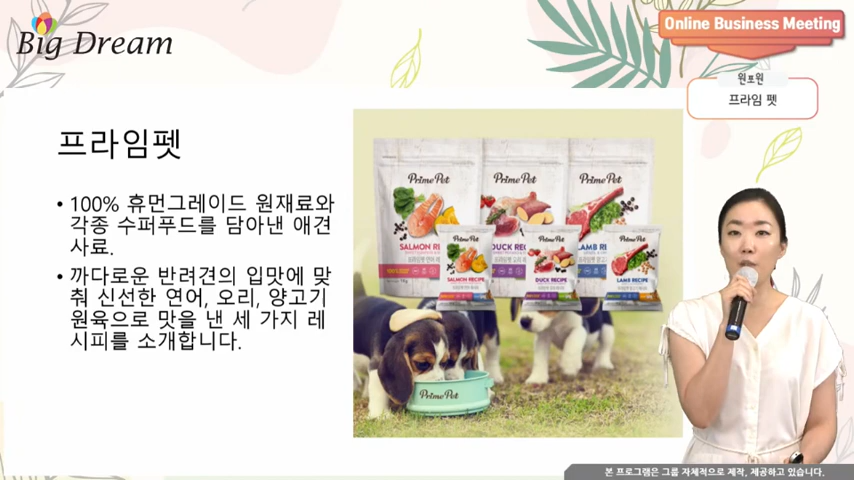 Big Dream
Online Business Meeting
원포원
프라임 펫
프라임펫
• 100% 휴먼그레이드 원재료와
각종 수퍼푸드를 담아낸 애견
사료.
• 까다로운 반려견의 입맛에 맞
춰 신선한 연어, 오리, 양고기
원육으로 맛을 낸 세 가지 레
시피를 소개합니다.
Prime Pet
Prime Pet
Prime Pet
SALMON RE
DUCK RE
LAMB R
Prime Pet
Prime Pet
Prime Pet
SALMON RECIPE
DUCK RECIPE
LAMB RECIPE
Prime Pet
본 프로그램은 그룹 자체적으로 제작, 제공하고 있습니다.